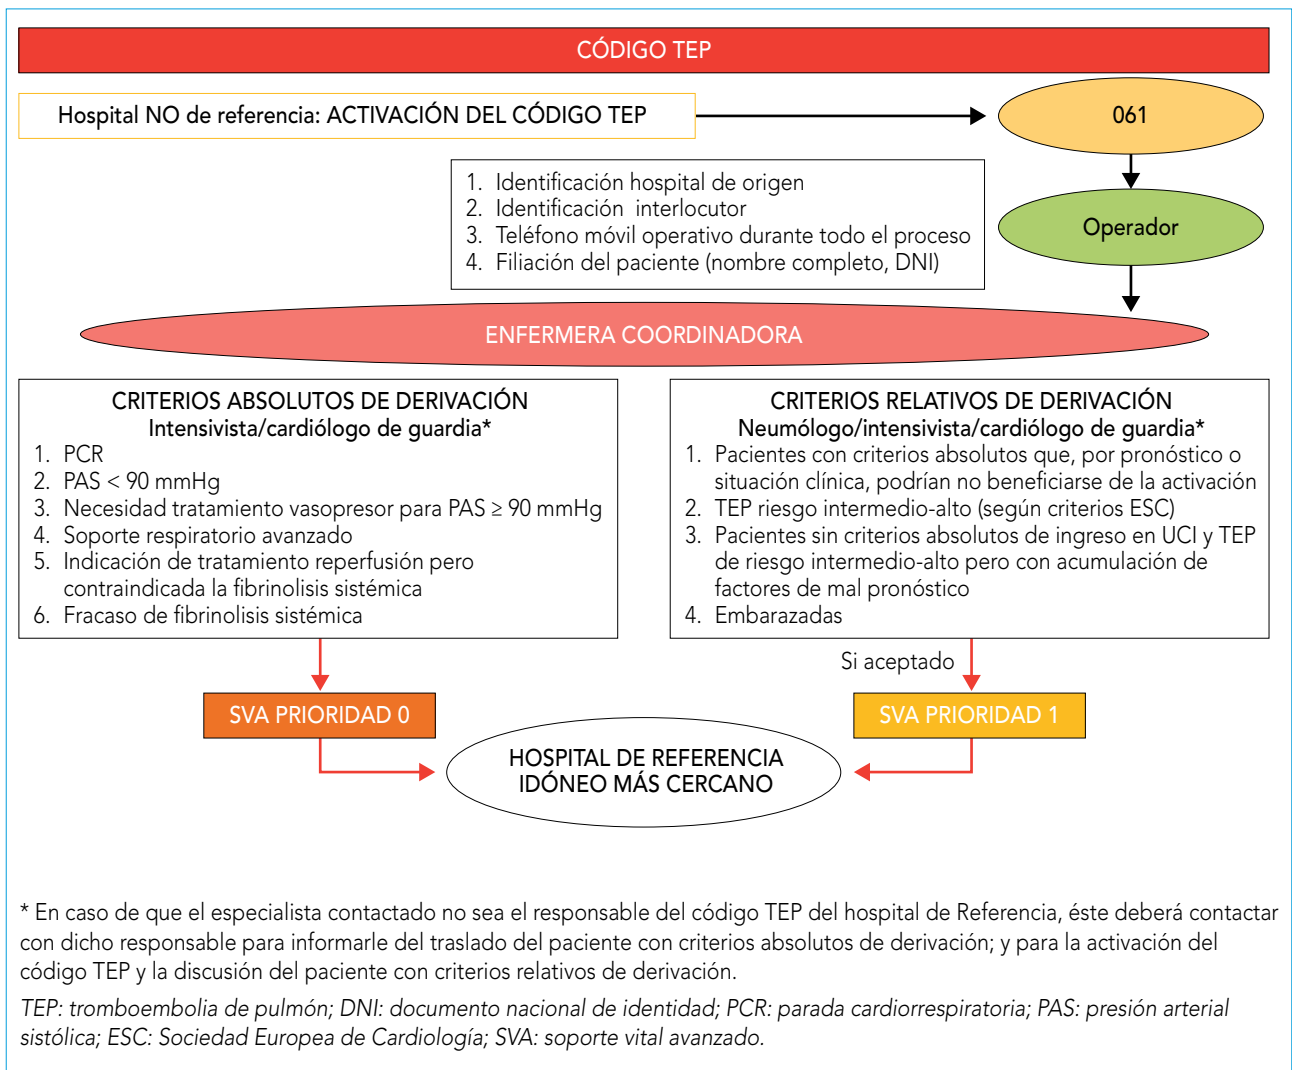 CÓDIGO TEP
Hospital NO de referencia: ACTIVACIÓN DEL CÓDIGO TEP
061
1. Identificación hospital de origen
2. Identificación interlocutor
3. Teléfono móvil operativo durante todo el proceso
4. Filiación del paciente (nombre completo, DNI)
Operador
ENFERMERA COORDINADORA
CRITERIOS ABSOLUTOS DE DERIVACIÓN
Intensivista/cardiólogo de guardia*
1. PCR
2. PAS < 90 mmHg
3. Necesidad tratamiento vasopresor para PAS ≥ 90 mmHg
4. Soporte respiratorio avanzado
5. Indicación de tratamiento reperfusión pero
contraindicada la fibrinolisis sistémica
6. Fracaso de fibrinolisis sistémica
CRITERIOS RELATIVOS DE DERIVACIÓN
Neumólogo/intensivista/cardiólogo de guardia*
1. Pacientes con criterios absolutos que, por pronóstico o
situación clínica, podrían no beneficiarse de la activación
2. TEP riesgo intermedio-alto (según criterios ESC)
3. Pacientes sin criterios absolutos de ingreso en UCI y TEP
de riesgo intermedio-alto pero con acumulación de
factores de mal pronóstico
4. Embarazadas
Si aceptado
SVA PRIORIDAD 0
SVA PRIORIDAD 1
HOSPITAL DE REFERENCIA
IDÓNEO MÁS CERCANO
* En caso de que el especialista contactado no sea el responsable del código TEP del hospital de Referencia, éste deberá contactar
con dicho responsable para informarle del traslado del paciente con criterios absolutos de derivación; y para la activación del
código TEP y la discusión del paciente con criterios relativos de derivación.
TEP: tromboembolia de pulmón; DNI: documento nacional de identidad; PCR: parada cardiorrespiratoria; PAS: presión arterial
sistólica; ESC: Sociedad Europea de Cardiología; SVA: soporte vital avanzado.